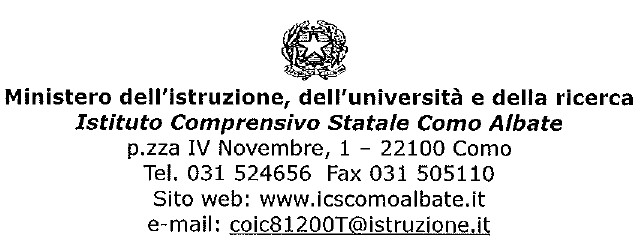 Ministero dell'istruzione, dell'università e della ricerca
Istituto Comprensivo Statale Como Albate
p.zza IV Novembre, 1 – 22100 Como
Tel. 031 524656 Fax 031 505110
Sito web: www.icscomoalbate.it
e-mail: coic81200T@istruzione.it